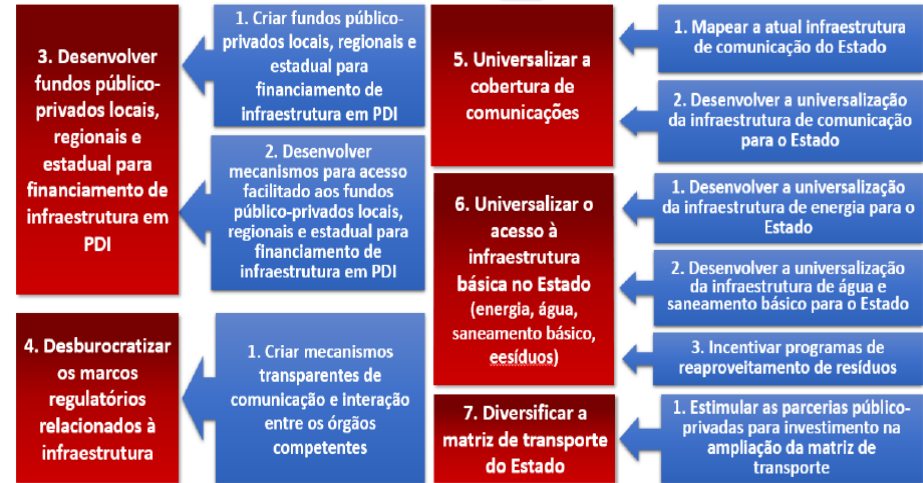 3. Desenvolver
fundos público-
privados locais,
regionais e
estadual para
financiamento de
infraestrutura em
PDI
1. Criar fundos público-
privados locais, regionais e
estadual para
financiamento de
infraestrutura em PDI
2. Desenvolver
mecanismos para acesso
facilitado aos fundos
público-privados locais,
regionais e estadual para
financiamento de
infraestrutura em PDI
4. Desburocratizar
os marcos
regulatórios
relacionados à
infraestrutura
1. Criar mecanismos
transparentes de
comunicação e interação
entre os órgãos
competentes
5. Universalizar a
cobertura de
comunicações
1. Mapear a atual infraestrutura
de comunicação do Estado
2. Desenvolver a universalização
da infraestrutura de comunicação
para o Estado
6. Universalizar o
acesso à
infraestrutura
básica no Estado
(energia, água,
saneamento básico,
eesíduos)
1. Desenvolver a universalização
da infraestrutura de energia para o
Estado
2. Desenvolver a universalização
da infraestrutura de água e
saneamento básico para o Estado
3. Incentivar programas de
reaproveitamento de resíduos
7. Diversificar a
matriz de transporte
do Estado
1. Estimular as parcerias público-
privadas para investimento na
ampliação da matriz de
transporte